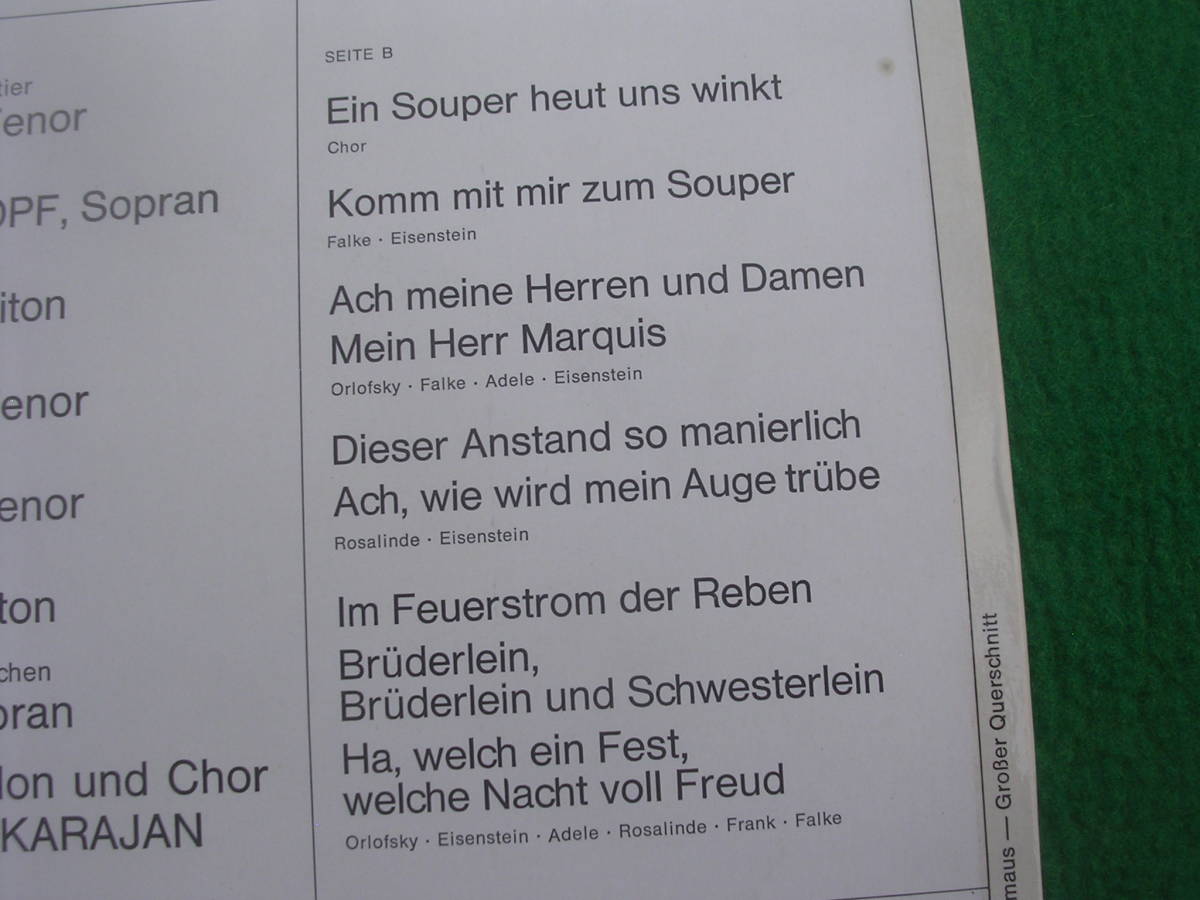 tier
enor
OPF, Sopran
iton
enor
enor
ton
chen
oran
lon und Chor
KARAJAN
SEITE B
Ein Souper heut uns winkt
Chor
Komm mit mir zum Souper
Falke · Eisenstein
Ach meine Herren und Damen
Mein Herr Marquis
Orlofsky · Falke · Adele · Eisenstein
Dieser Anstand so manierlich
Ach, wie wird mein Auge trübe
Rosalinde · Eisenstein
Im Feuerstrom der Reben
Brüderlein,
Brüderlein und Schwesterlein
Ha, welch ein Fest,
welche Nacht voll Freud
Orlofsky · Eisenstein · Adele · Rosalinde · Frank · Falke
maus — Großer Querschnitt